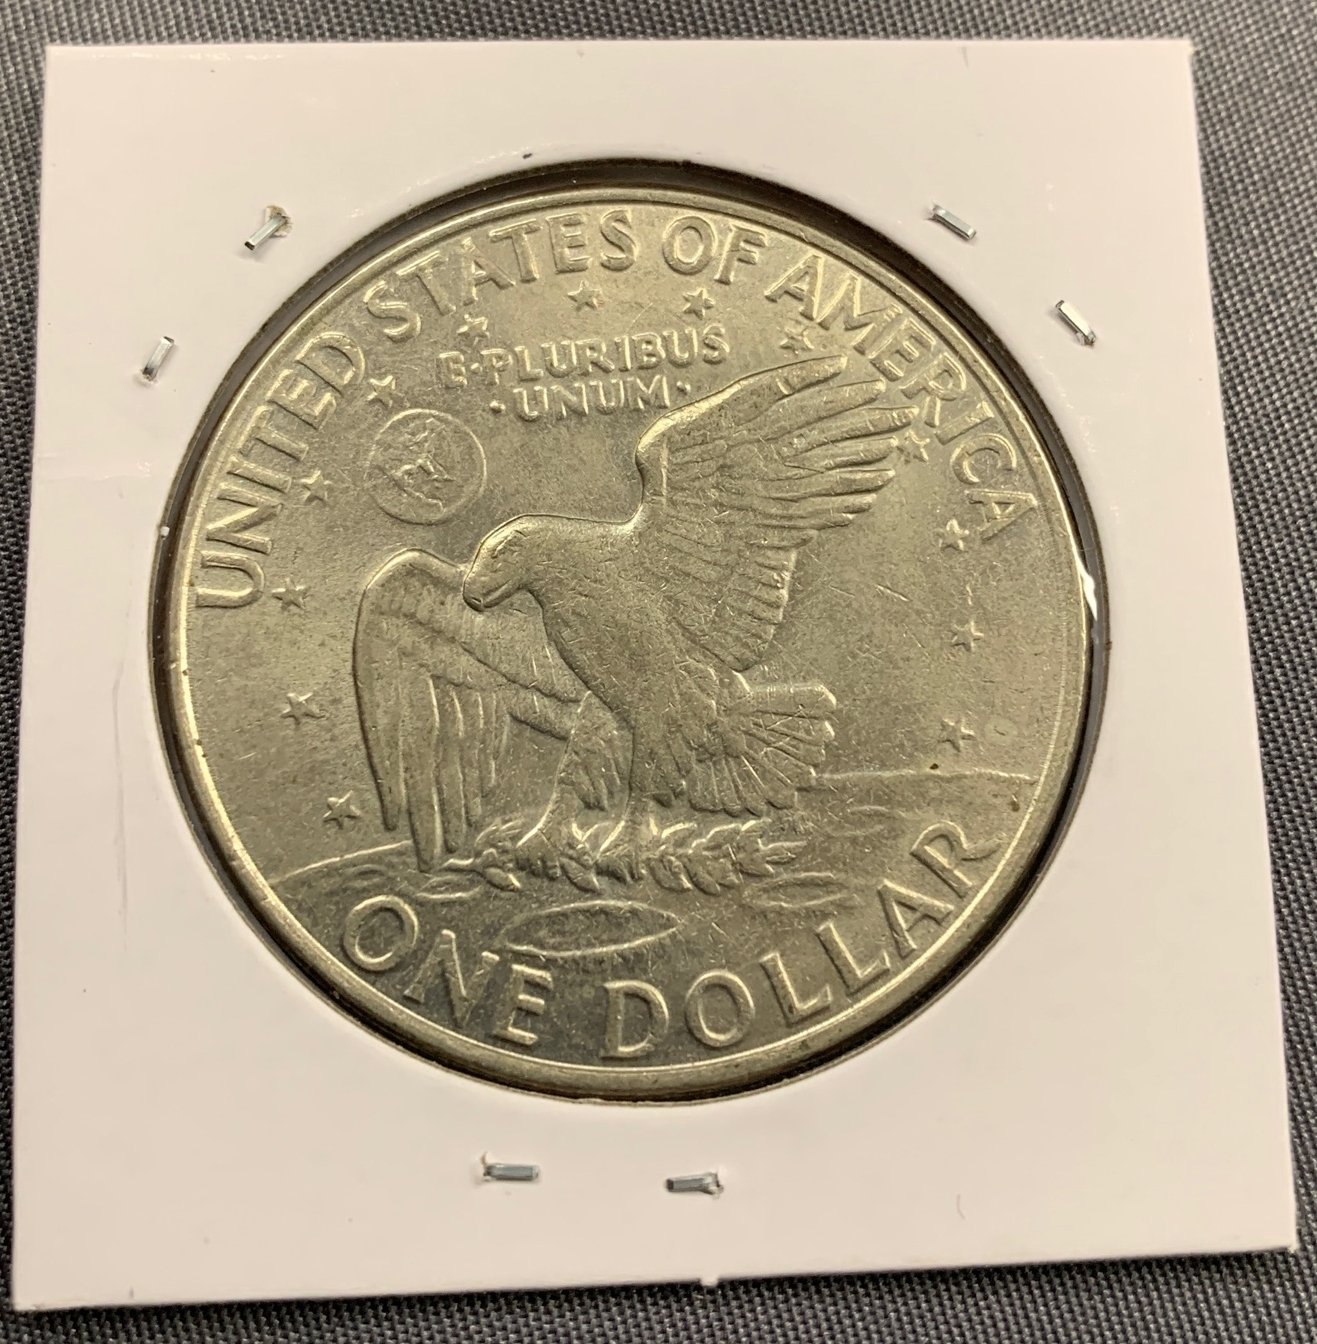 UNITED STATES OF AMERICA
E·PLURIBUS
·UNUM·
ONE DOLLAR